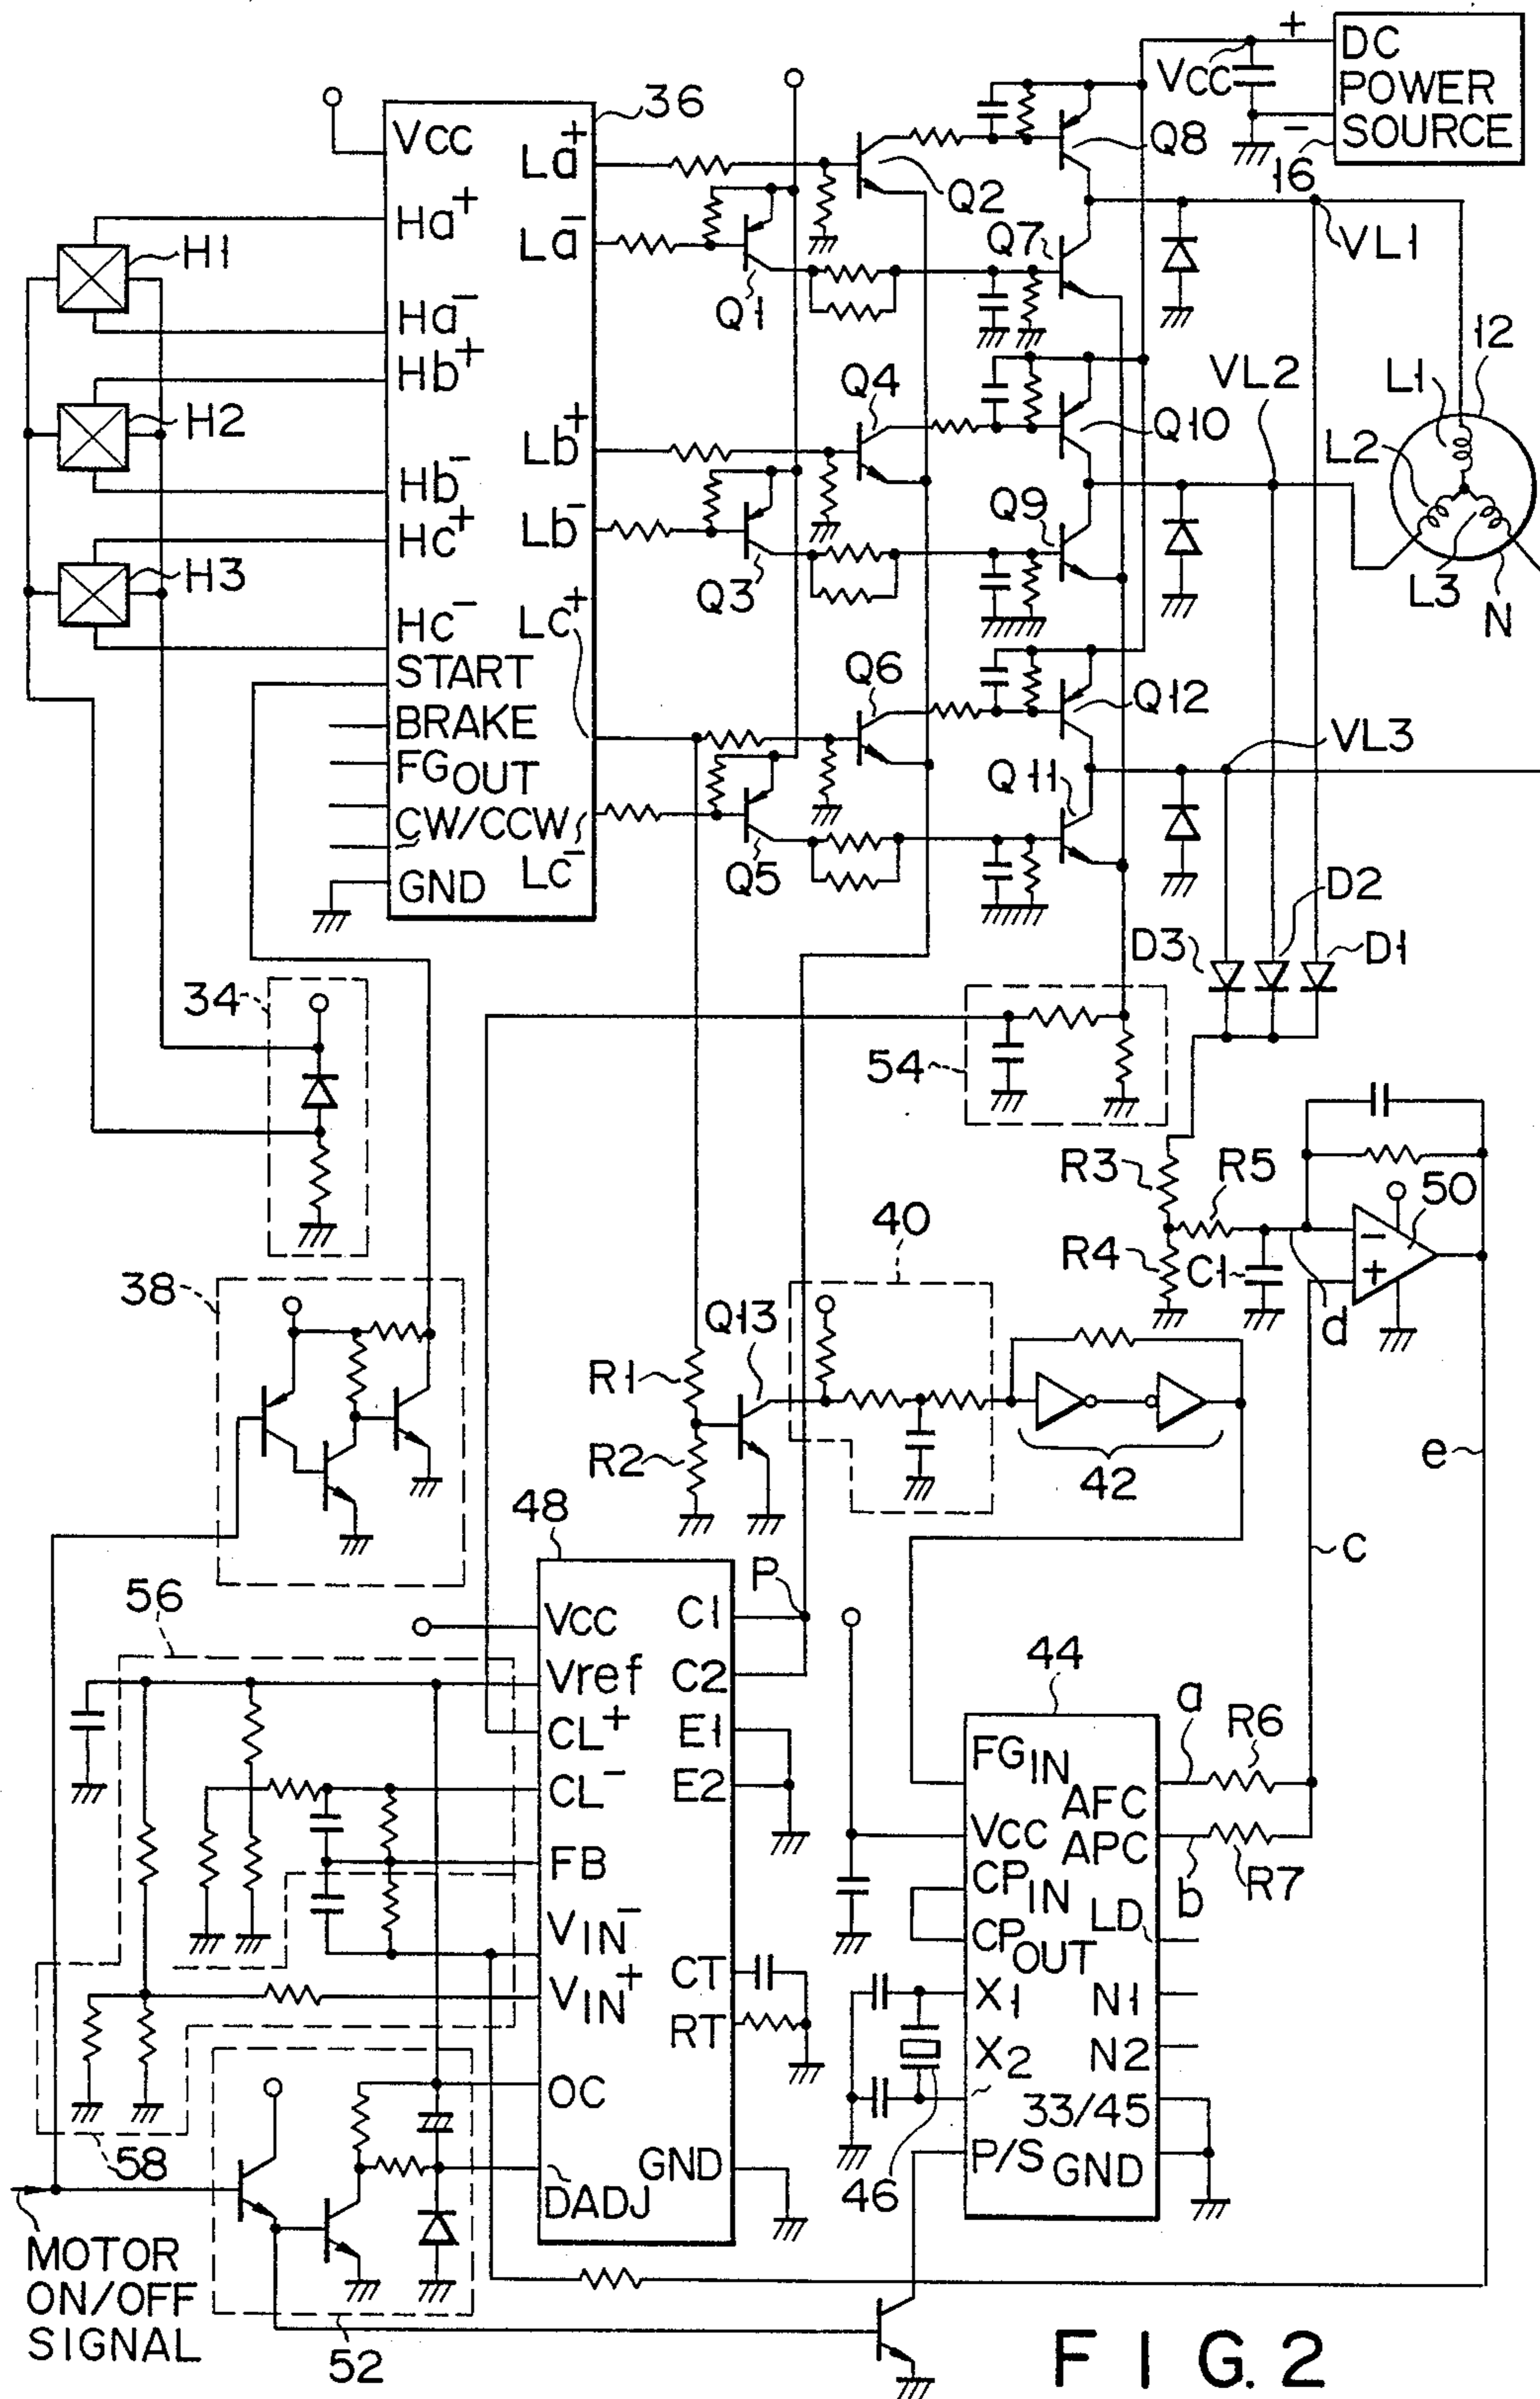 +
DC
POWER
SOURCE
Vcc
-
16
36
Vcc
La+
Q2
Q8
Ha+
La-
Q7
VL1
H1
Q1
Ha-
Hb+
Q4
VL2
12
L1
H2
Lb+
Q10
L2
Hb-
Lb-
Q9
Hc+
H3
Q3
L3
N
Hc-
Lc+
START
Q6
Q12
BRAKE
VL3
FGOUT
Q11
CW/CCW
Lc-
Q5
GND
D2
D3
D1
34
54
R3
R5
50
40
R4
C1
d
38
Q13
R1
R2
42
e
48
c
P
56
Vcc
C1
Vref
C2
44
a
R6
CL+
E1
FGIN
CL-
E2
AFC
Vcc
APC
FB
CPIN
b
R7
LD
VIN-
CPOUT
CT
VIN+
X1
N1
RT
X2
N2
OC
33/45
58
GND
P/S
GND
46
DADJ
MOTOR
ON/OFF
SIGNAL
52
FIG. 2